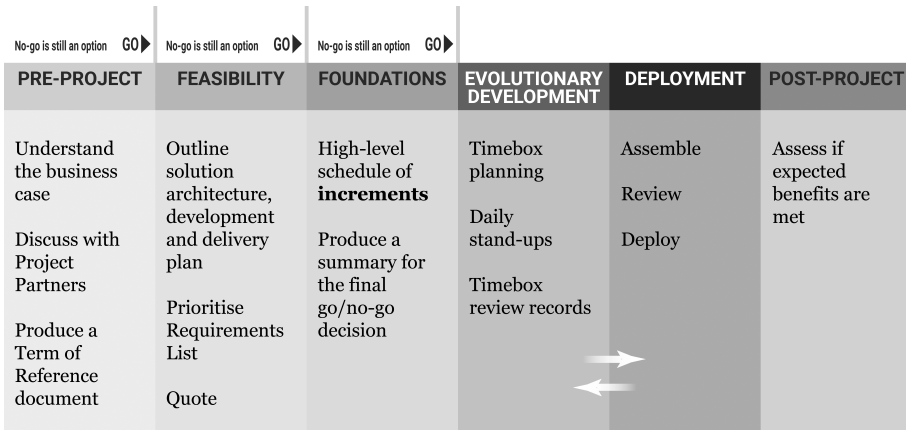 No-go is still an option GO
No-go is still an option GO
No-go is still an option GO
PRE-PROJECT
Understand
the business
case
Discuss with
Project
Partners
Produce a
Term of
Reference
document
FEASIBILITY
Outline
solution
architecture,
development
and delivery
plan
Prioritise
Requirements
List
Quote
FOUNDATIONS
High-level
schedule of
increments
Produce a
summary for
the final
go/no-go
decision
EVOLUTIONARY
DEVELOPMENT
Timebox
planning
Daily
stand-ups
Timebox
review records
DEPLOYMENT
Assemble
Review
Deploy
POST-PROJECT
Assess if
expected
benefits are
met